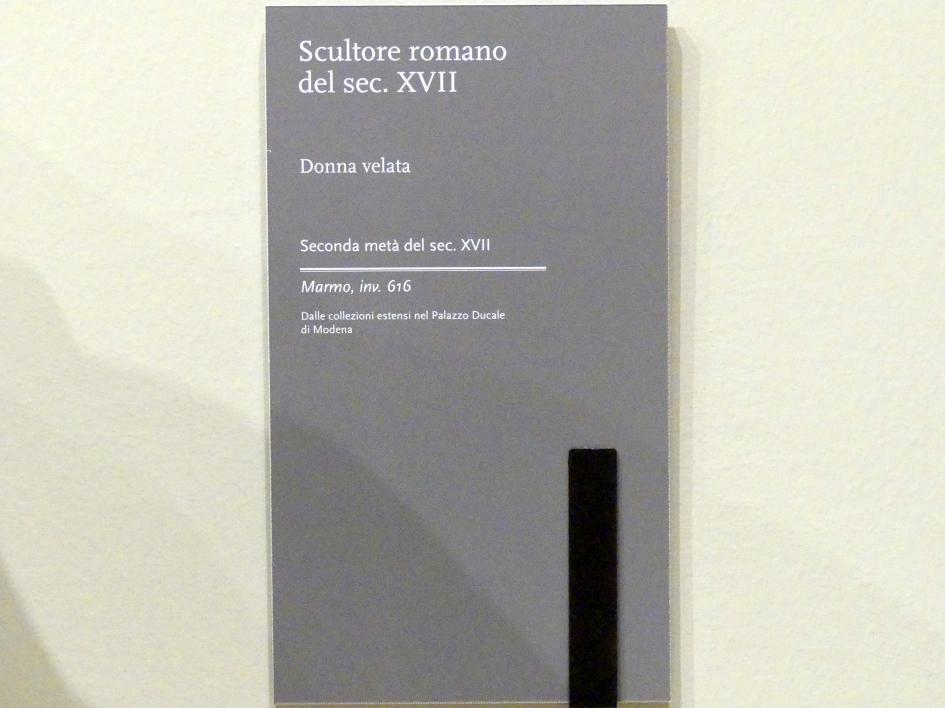 Scultore romano
del sec. XVII
Donna velata
Seconda metà del sec. XVII
Marmo, inv. 616
Dalle collezioni estensi nel Palazzo Ducale
di Modena